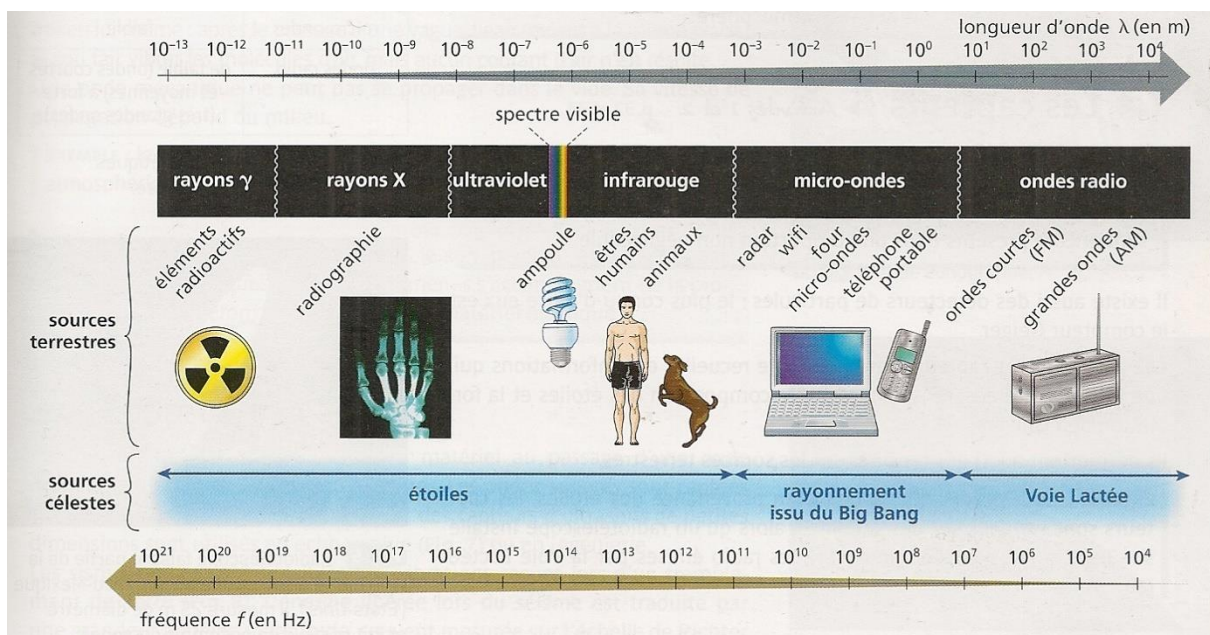 longueur d'onde λ (en m)
10⁻¹³ 10⁻¹² 10⁻¹¹ 10⁻¹⁰ 10⁻⁹ 10⁻⁸ 10⁻⁷ 10⁻⁶ 10⁻⁵ 10⁻⁴ 10⁻³ 10⁻² 10⁻¹ 10⁰ 10¹ 10² 10³ 10⁴
spectre visible
rayons γ rayons X ultraviolet infrarouge micro-ondes ondes radio
éléments
radioactifs
radiographie
ampoule
êtres
humains
animaux
radar
wifi
four
micro-ondes
téléphone
portable
ondes courtes
(FM)
grandes ondes
(AM)
sources
terrestres
sources
célestes
étoiles
rayonnement
issu du Big Bang
Voie Lactée
10²¹ 10²⁰ 10¹⁹ 10¹⁸ 10¹⁷ 10¹⁶ 10¹⁵ 10¹⁴ 10¹³ 10¹² 10¹¹ 10¹⁰ 10⁹ 10⁸ 10⁷ 10⁶ 10⁵ 10⁴
fréquence f (en Hz)